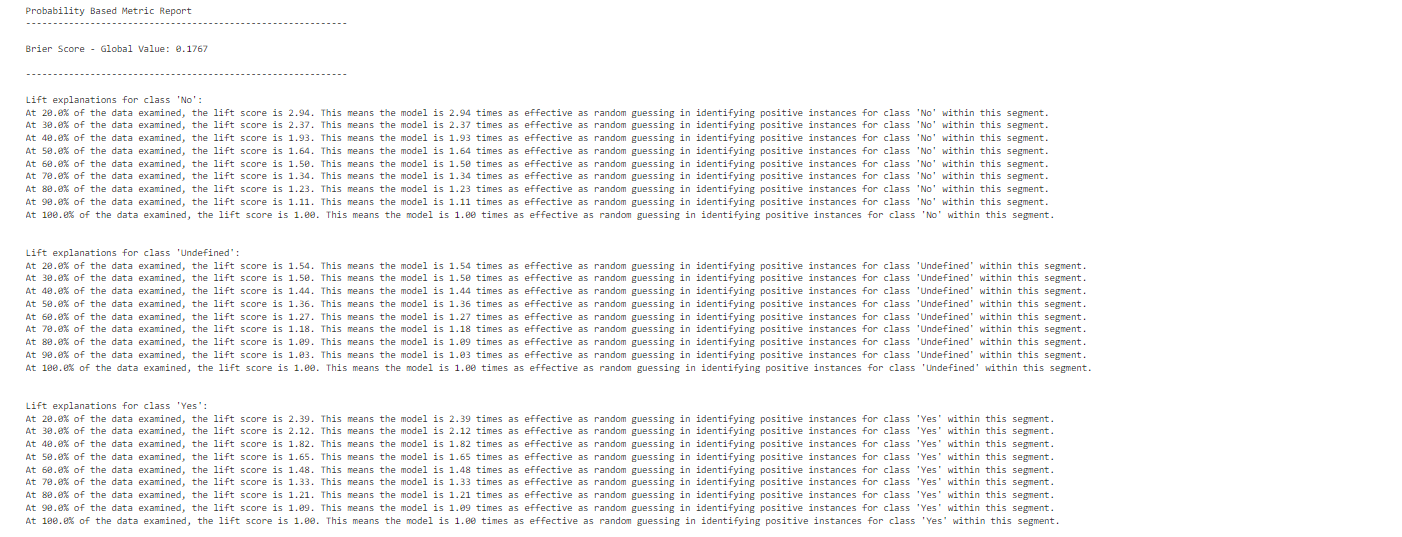 Probability Based Metric Report
------------------------------------------------------------
Brier Score - Global Value: 0.1767
------------------------------------------------------------
Lift explanations for class 'No':
At 20.0% of the data examined, the lift score is 2.94. This means the model is 2.94 times as effective as random guessing in identifying positive instances for class 'No' within this segment.
At 30.0% of the data examined, the lift score is 2.37. This means the model is 2.37 times as effective as random guessing in identifying positive instances for class 'No' within this segment.
At 40.0% of the data examined, the lift score is 1.93. This means the model is 1.93 times as effective as random guessing in identifying positive instances for class 'No' within this segment.
At 50.0% of the data examined, the lift score is 1.64. This means the model is 1.64 times as effective as random guessing in identifying positive instances for class 'No' within this segment.
At 60.0% of the data examined, the lift score is 1.50. This means the model is 1.50 times as effective as random guessing in identifying positive instances for class 'No' within this segment.
At 70.0% of the data examined, the lift score is 1.34. This means the model is 1.34 times as effective as random guessing in identifying positive instances for class 'No' within this segment.
At 80.0% of the data examined, the lift score is 1.23. This means the model is 1.23 times as effective as random guessing in identifying positive instances for class 'No' within this segment.
At 90.0% of the data examined, the lift score is 1.11. This means the model is 1.11 times as effective as random guessing in identifying positive instances for class 'No' within this segment.
At 100.0% of the data examined, the lift score is 1.00. This means the model is 1.00 times as effective as random guessing in identifying positive instances for class 'No' within this segment.
Lift explanations for class 'Undefined':
At 20.0% of the data examined, the lift score is 1.54. This means the model is 1.54 times as effective as random guessing in identifying positive instances for class 'Undefined' within this segment.
At 30.0% of the data examined, the lift score is 1.50. This means the model is 1.50 times as effective as random guessing in identifying positive instances for class 'Undefined' within this segment.
At 40.0% of the data examined, the lift score is 1.44. This means the model is 1.44 times as effective as random guessing in identifying positive instances for class 'Undefined' within this segment.
At 50.0% of the data examined, the lift score is 1.36. This means the model is 1.36 times as effective as random guessing in identifying positive instances for class 'Undefined' within this segment.
At 60.0% of the data examined, the lift score is 1.27. This means the model is 1.27 times as effective as random guessing in identifying positive instances for class 'Undefined' within this segment.
At 70.0% of the data examined, the lift score is 1.18. This means the model is 1.18 times as effective as random guessing in identifying positive instances for class 'Undefined' within this segment.
At 80.0% of the data examined, the lift score is 1.09. This means the model is 1.09 times as effective as random guessing in identifying positive instances for class 'Undefined' within this segment.
At 90.0% of the data examined, the lift score is 1.03. This means the model is 1.03 times as effective as random guessing in identifying positive instances for class 'Undefined' within this segment.
At 100.0% of the data examined, the lift score is 1.00. This means the model is 1.00 times as effective as random guessing in identifying positive instances for class 'Undefined' within this segment.
Lift explanations for class 'Yes':
At 20.0% of the data examined, the lift score is 2.39. This means the model is 2.39 times as effective as random guessing in identifying positive instances for class 'Yes' within this segment.
At 30.0% of the data examined, the lift score is 2.12. This means the model is 2.12 times as effective as random guessing in identifying positive instances for class 'Yes' within this segment.
At 40.0% of the data examined, the lift score is 1.82. This means the model is 1.82 times as effective as random guessing in identifying positive instances for class 'Yes' within this segment.
At 50.0% of the data examined, the lift score is 1.65. This means the model is 1.65 times as effective as random guessing in identifying positive instances for class 'Yes' within this segment.
At 60.0% of the data examined, the lift score is 1.48. This means the model is 1.48 times as effective as random guessing in identifying positive instances for class 'Yes' within this segment.
At 70.0% of the data examined, the lift score is 1.33. This means the model is 1.33 times as effective as random guessing in identifying positive instances for class 'Yes' within this segment.
At 80.0% of the data examined, the lift score is 1.21. This means the model is 1.21 times as effective as random guessing in identifying positive instances for class 'Yes' within this segment.
At 90.0% of the data examined, the lift score is 1.09. This means the model is 1.09 times as effective as random guessing in identifying positive instances for class 'Yes' within this segment.
At 100.0% of the data examined, the lift score is 1.00. This means the model is 1.00 times as effective as random guessing in identifying positive instances for class 'Yes' within this segment.